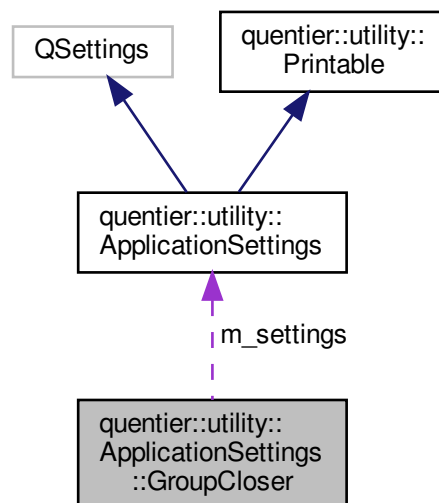 QSettings
quentier::utility::
Printable
quentier::utility::
ApplicationSettings
m_settings
quentier::utility::
ApplicationSettings
::GroupCloser